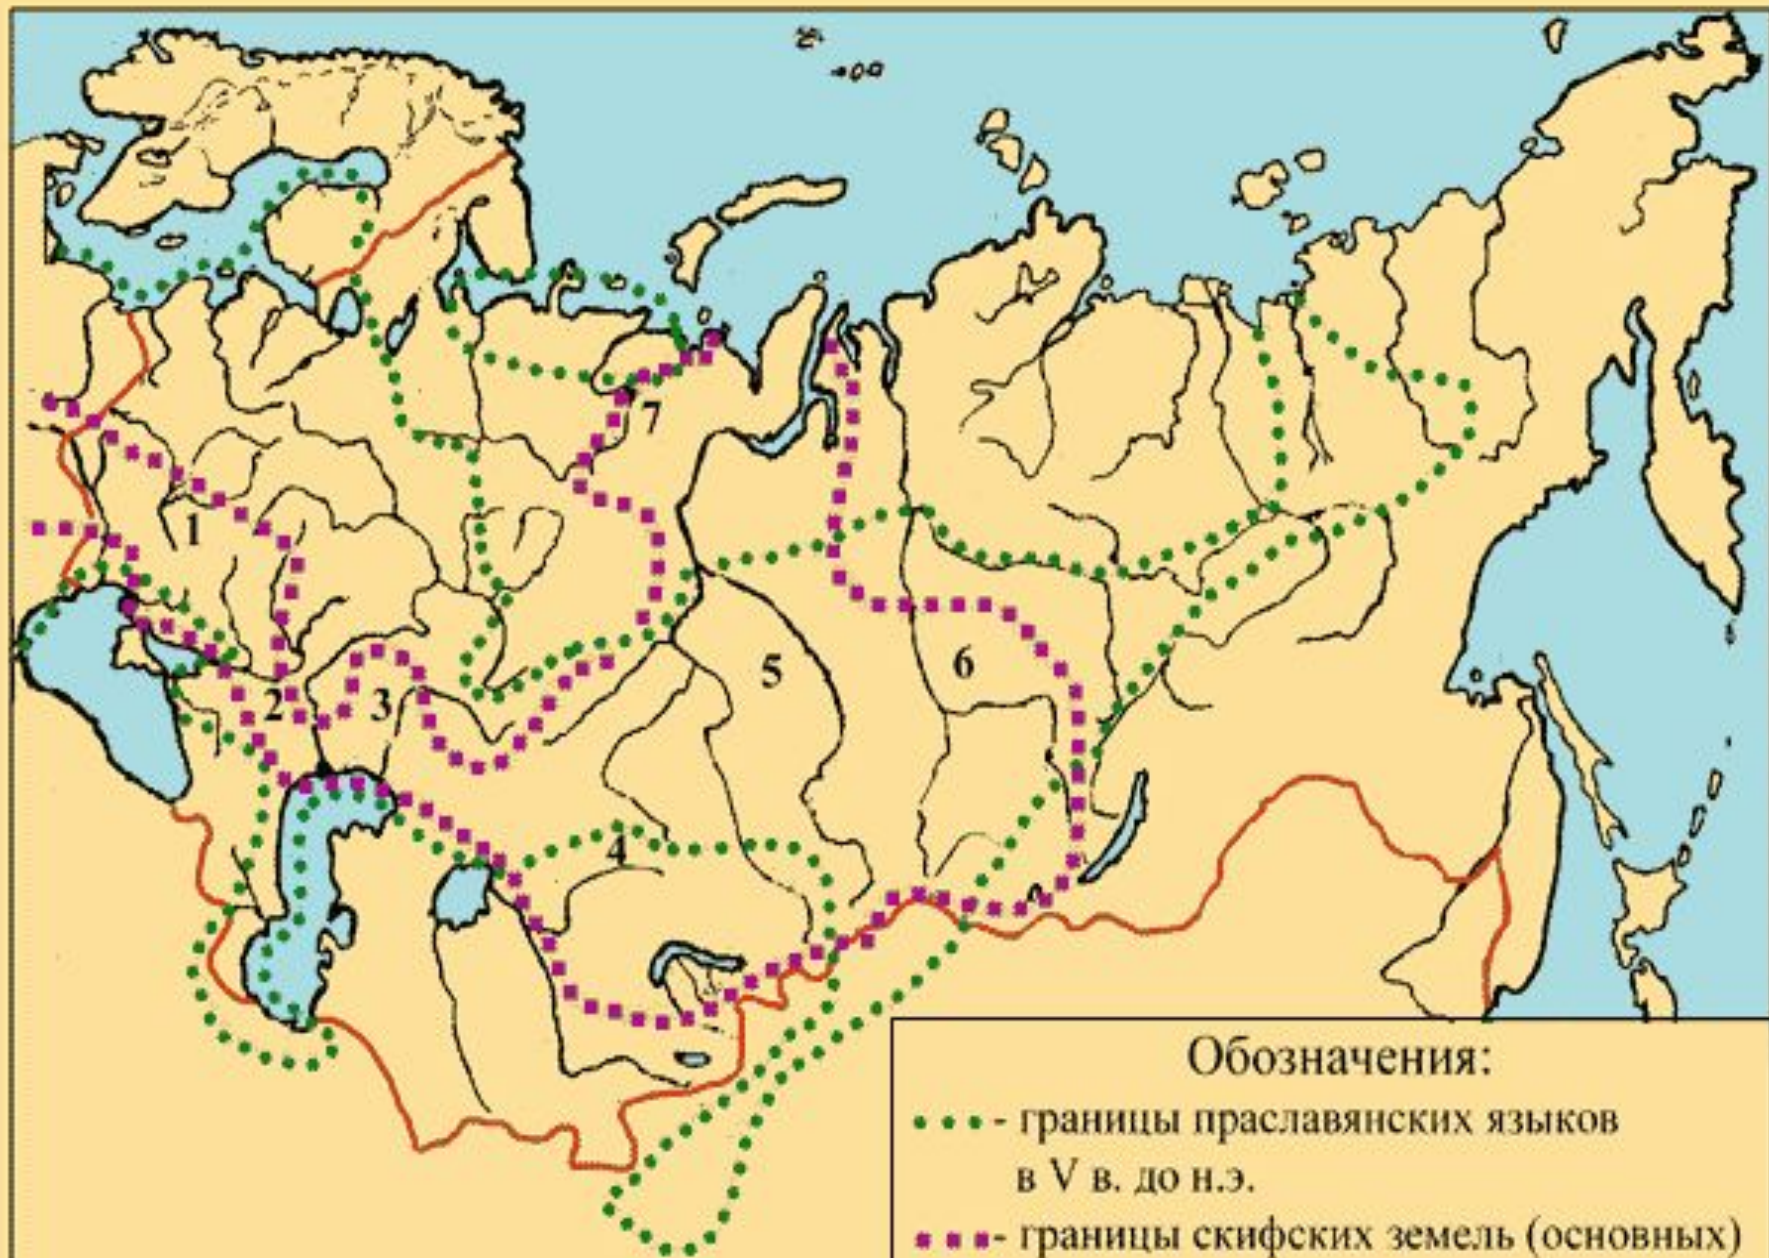 7
1
2
3
5
6
4
Обозначения:
- границы праславянских языков
в V в. до н.э.
- границы скифских земель (основных)